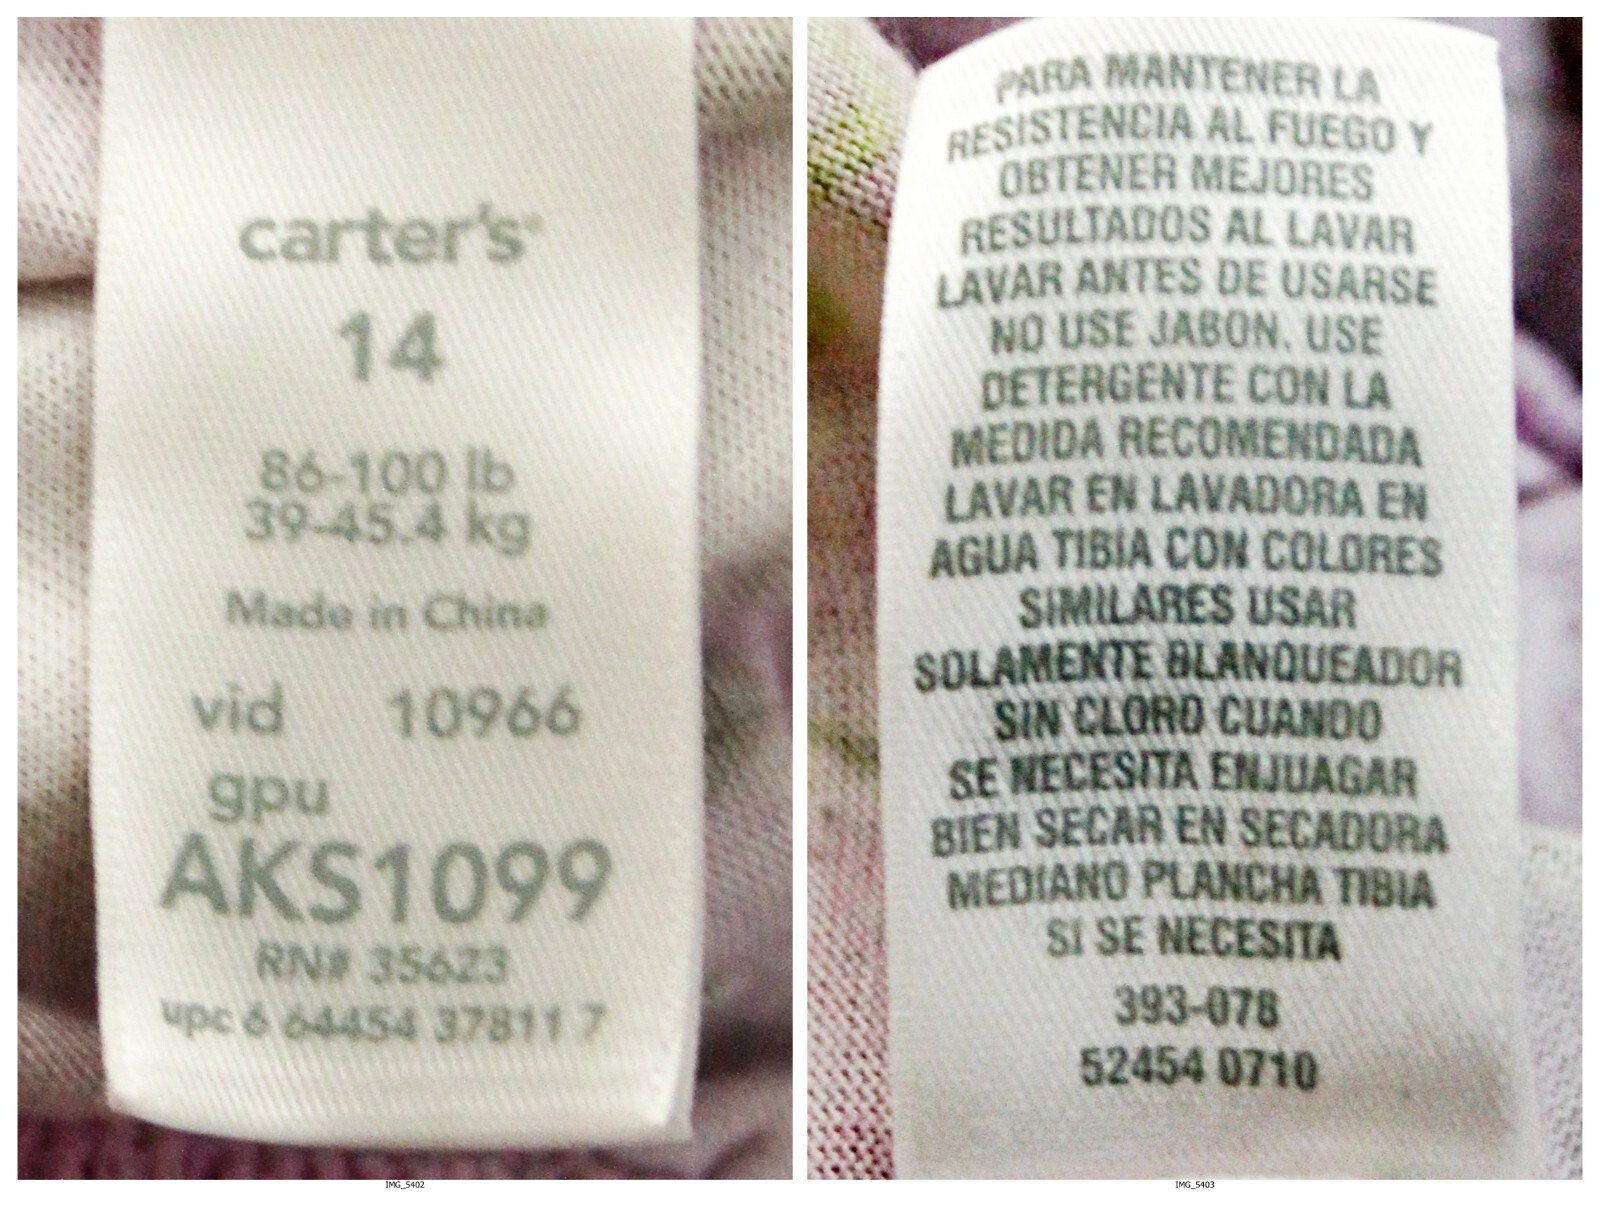 carter's
14
86-100 lb
39-45.4 kg
Made in China
vid 10966
gpu
AKS1099
RN# 35623
upc 6 64454 37811 7
IMG_5402
PARA MANTENER LA
RESISTENCIA AL FUEGO Y
OBTENER MEJORES
RESULTADOS AL LAVAR
LAVAR ANTES DE USARSE
NO USE JABON. USE
DETERGENTE CON LA
MEDIDA RECOMENDADA
LAVAR EN LAVADORA EN
AGUA TIBIA CON COLORES
SIMILARES USAR
SOLAMENTE BLANQUEADOR
SIN CLORO CUANDO
SE NECESITA ENJUAGAR
BIEN SECAR EN SECADORA
MEDIANO PLANCHA TIBIA
SI SE NECESITA
393-078
52454 0710
IMG_5403